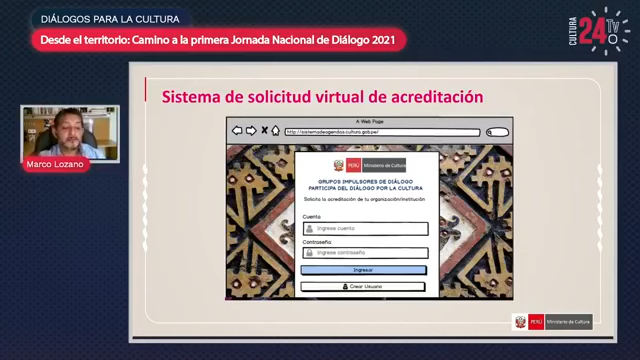 DIÁLOGOS PARA LA CULTURA
Desde el territorio: Camino a la primera Jornada Nacional de Diálogo 2021
CULTURA 24 TV
Sistema de solicitud virtual de acreditación
A Web Page
http://sistemadeagendas.cultura.gob.pe/
PERÚ Ministerio de Cultura
GRUPOS IMPULSORES DE DIÁLOGO
PARTICIPA DEL DIÁLOGO POR LA CULTURA
Solicita la acreditación de tu organización/institución
Cuenta
Ingrese cuenta
Contraseña:
Ingrese contraseña
Ingresar
Crear Usuario
Marco Lozano
PERÚ Ministerio de Cultura